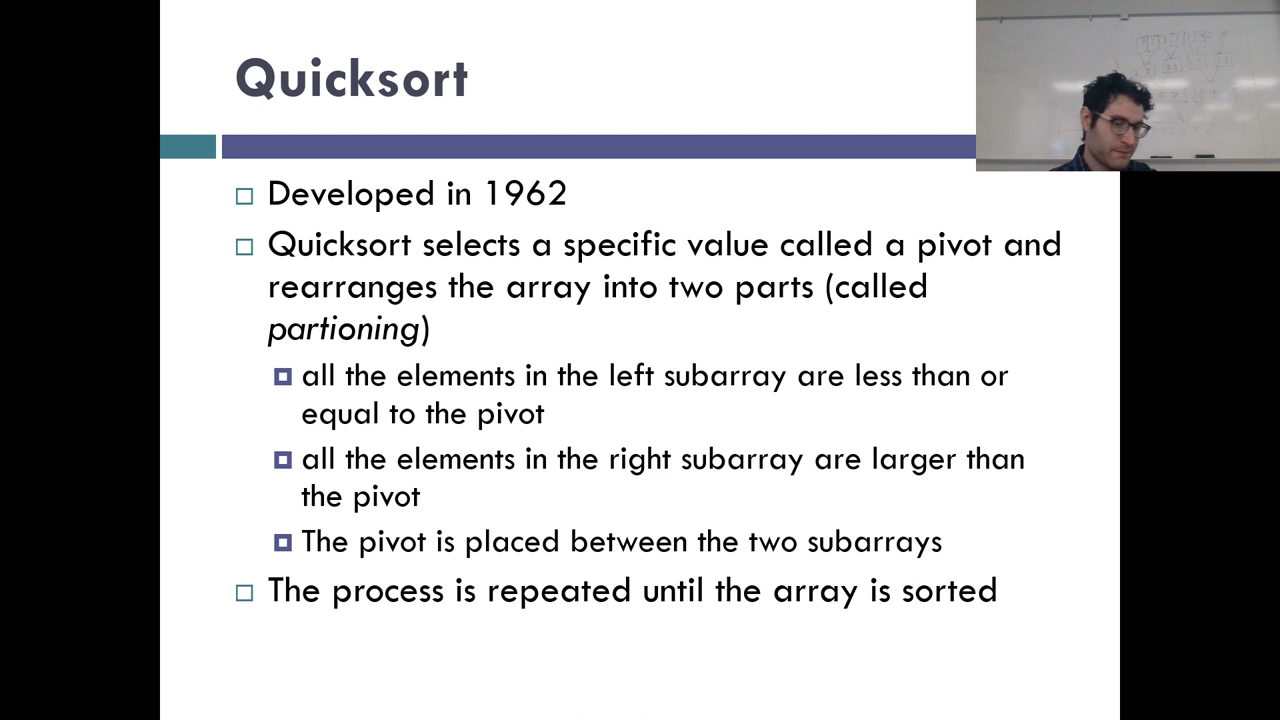 Quicksort
Developed in 1962
Quicksort selects a specific value called a pivot and
rearranges the array into two parts (called
partioning)
all the elements in the left subarray are less than or
equal to the pivot
all the elements in the right subarray are larger than
the pivot
The pivot is placed between the two subarrays
The process is repeated until the array is sorted